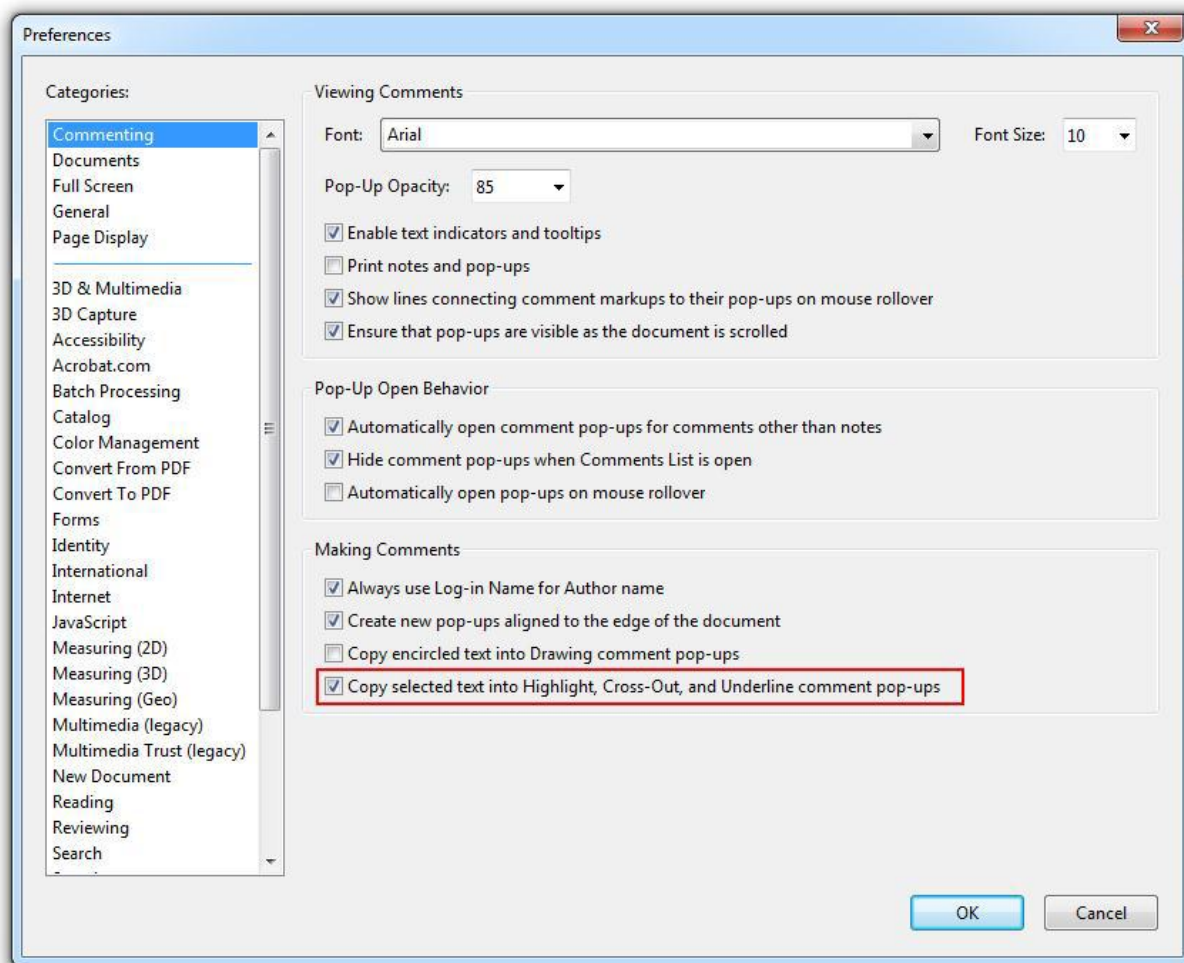 Preferences
Categories:
Commenting
Documents
Full Screen
General
Page Display
3D & Multimedia
3D Capture
Accessibility
Acrobat.com
Batch Processing
Catalog
Color Management
Convert From PDF
Convert To PDF
Forms
Identity
International
Internet
JavaScript
Measuring (2D)
Measuring (3D)
Measuring (Geo)
Multimedia (legacy)
Multimedia Trust (legacy)
New Document
Reading
Reviewing
Search
Viewing Comments
Font: Arial Font Size: 10
Pop-Up Opacity: 85
Enable text indicators and tooltips
Print notes and pop-ups
Show lines connecting comment markups to their pop-ups on mouse rollover
Ensure that pop-ups are visible as the document is scrolled
Pop-Up Open Behavior
Automatically open comment pop-ups for comments other than notes
Hide comment pop-ups when Comments List is open
Automatically open pop-ups on mouse rollover
Making Comments
Always use Log-in Name for Author name
Create new pop-ups aligned to the edge of the document
Copy encircled text into Drawing comment pop-ups
Copy selected text into Highlight, Cross-Out, and Underline comment pop-ups
OK Cancel